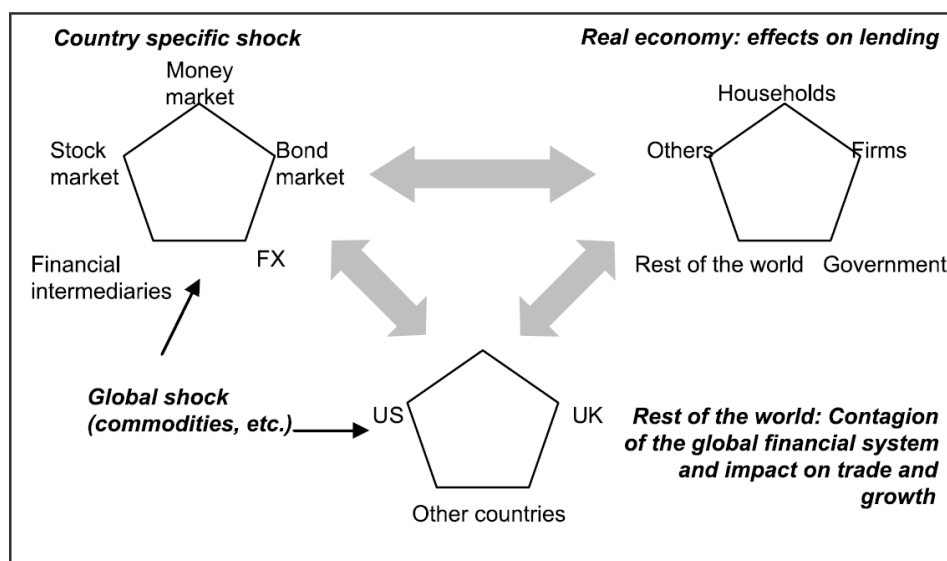 Country specific shock
Real economy: effects on lending
Money
market
Households
Stock
market
Bond
market
Others
Firms
Financial
intermediaries
FX
Rest of the world
Government
Global shock
(commodities, etc.)
US
UK
Rest of the world: Contagion
of the global financial system
and impact on trade and
growth
Other countries